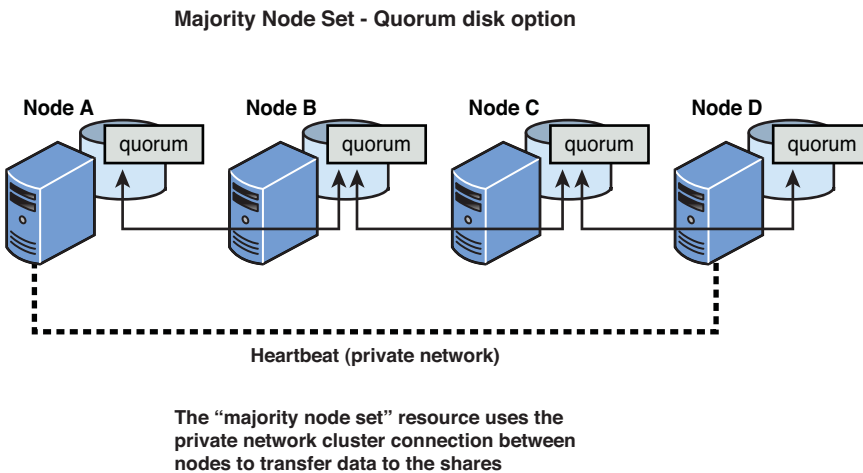 Majority Node Set - Quorum disk option
Node A
Node B
Node C
Node D
quorum
quorum
quorum
quorum
Heartbeat (private network)
The “majority node set” resource uses the
private network cluster connection between
nodes to transfer data to the shares